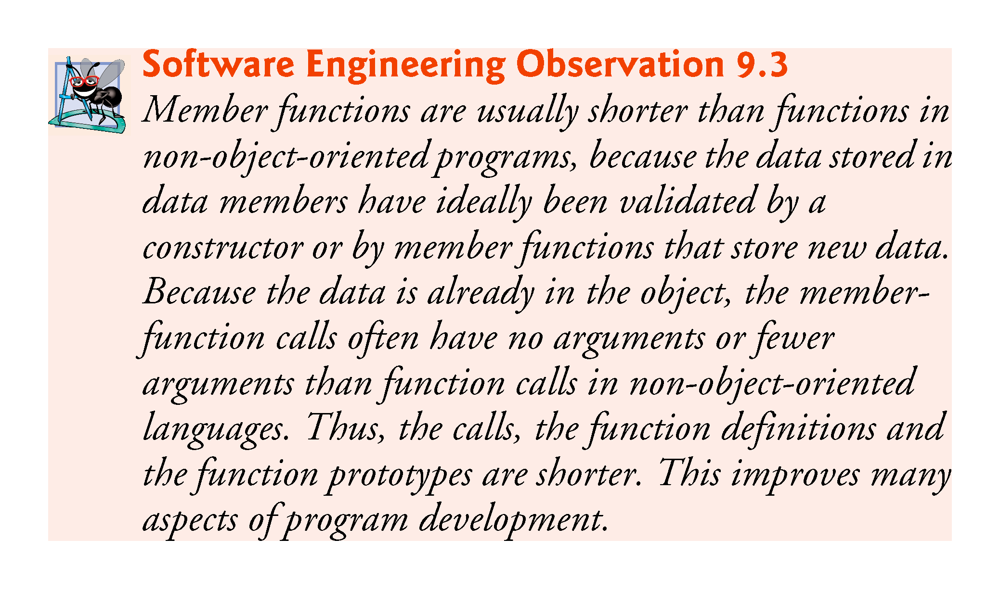 Software Engineering Observation 9.3
Member functions are usually shorter than functions in
non-object-oriented programs, because the data stored in
data members have ideally been validated by a
constructor or by member functions that store new data.
Because the data is already in the object, the member-
function calls often have no arguments or fewer
arguments than function calls in non-object-oriented
languages. Thus, the calls, the function definitions and
the function prototypes are shorter. This improves many
aspects of program development.